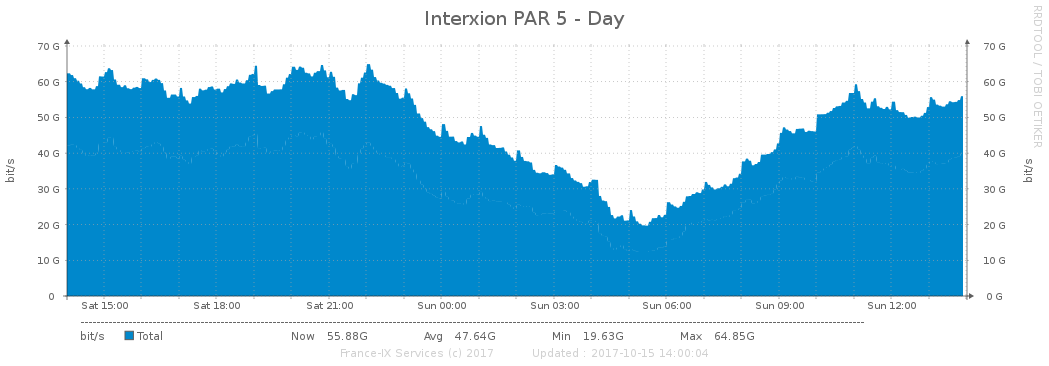 Interxion PAR 5 - Day
RRDTOOL / TOBI OETIKER
70 G 70 G
60 G 60 G
50 G 50 G
40 G 40 G
30 G 30 G
20 G 20 G
10 G 10 G
0 0 G
bit/s bit/s
Sat 15:00 Sat 18:00 Sat 21:00 Sun 00:00 Sun 03:00 Sun 06:00 Sun 09:00 Sun 12:00
bit/s Total Now 55.88G Avg 47.64G Min 19.63G Max 64.85G
France-IX Services (c) 2017 Updated : 2017-10-15 14:00:04